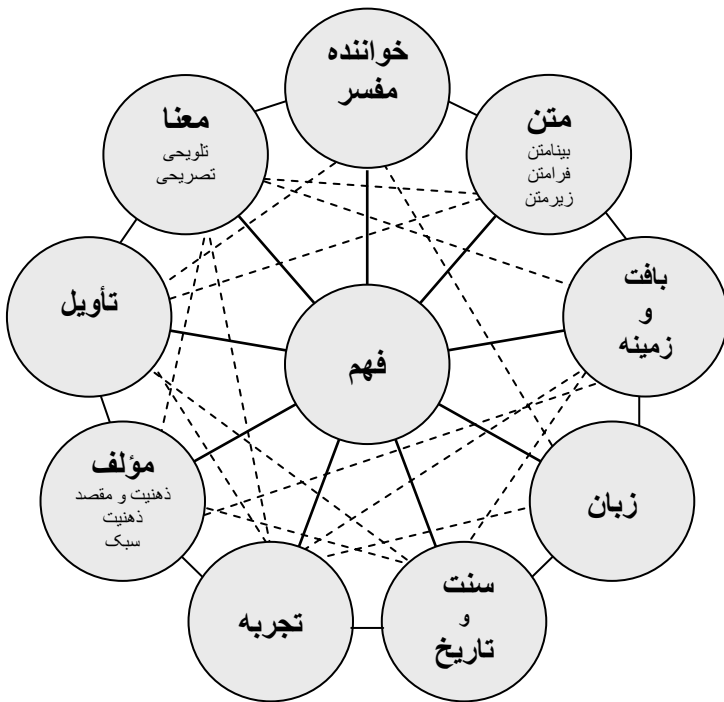 خواننده
مفسر
متن
بینامتن
فرامتن
زیرمتن
بافت
و
زمینه
زبان
سنت
و
تاریخ
تجربه
مؤلف
ذهنیت و مقصد
ذهنیت
سبک
تأویل
معنا
تلویحی
تصریحی
فهم